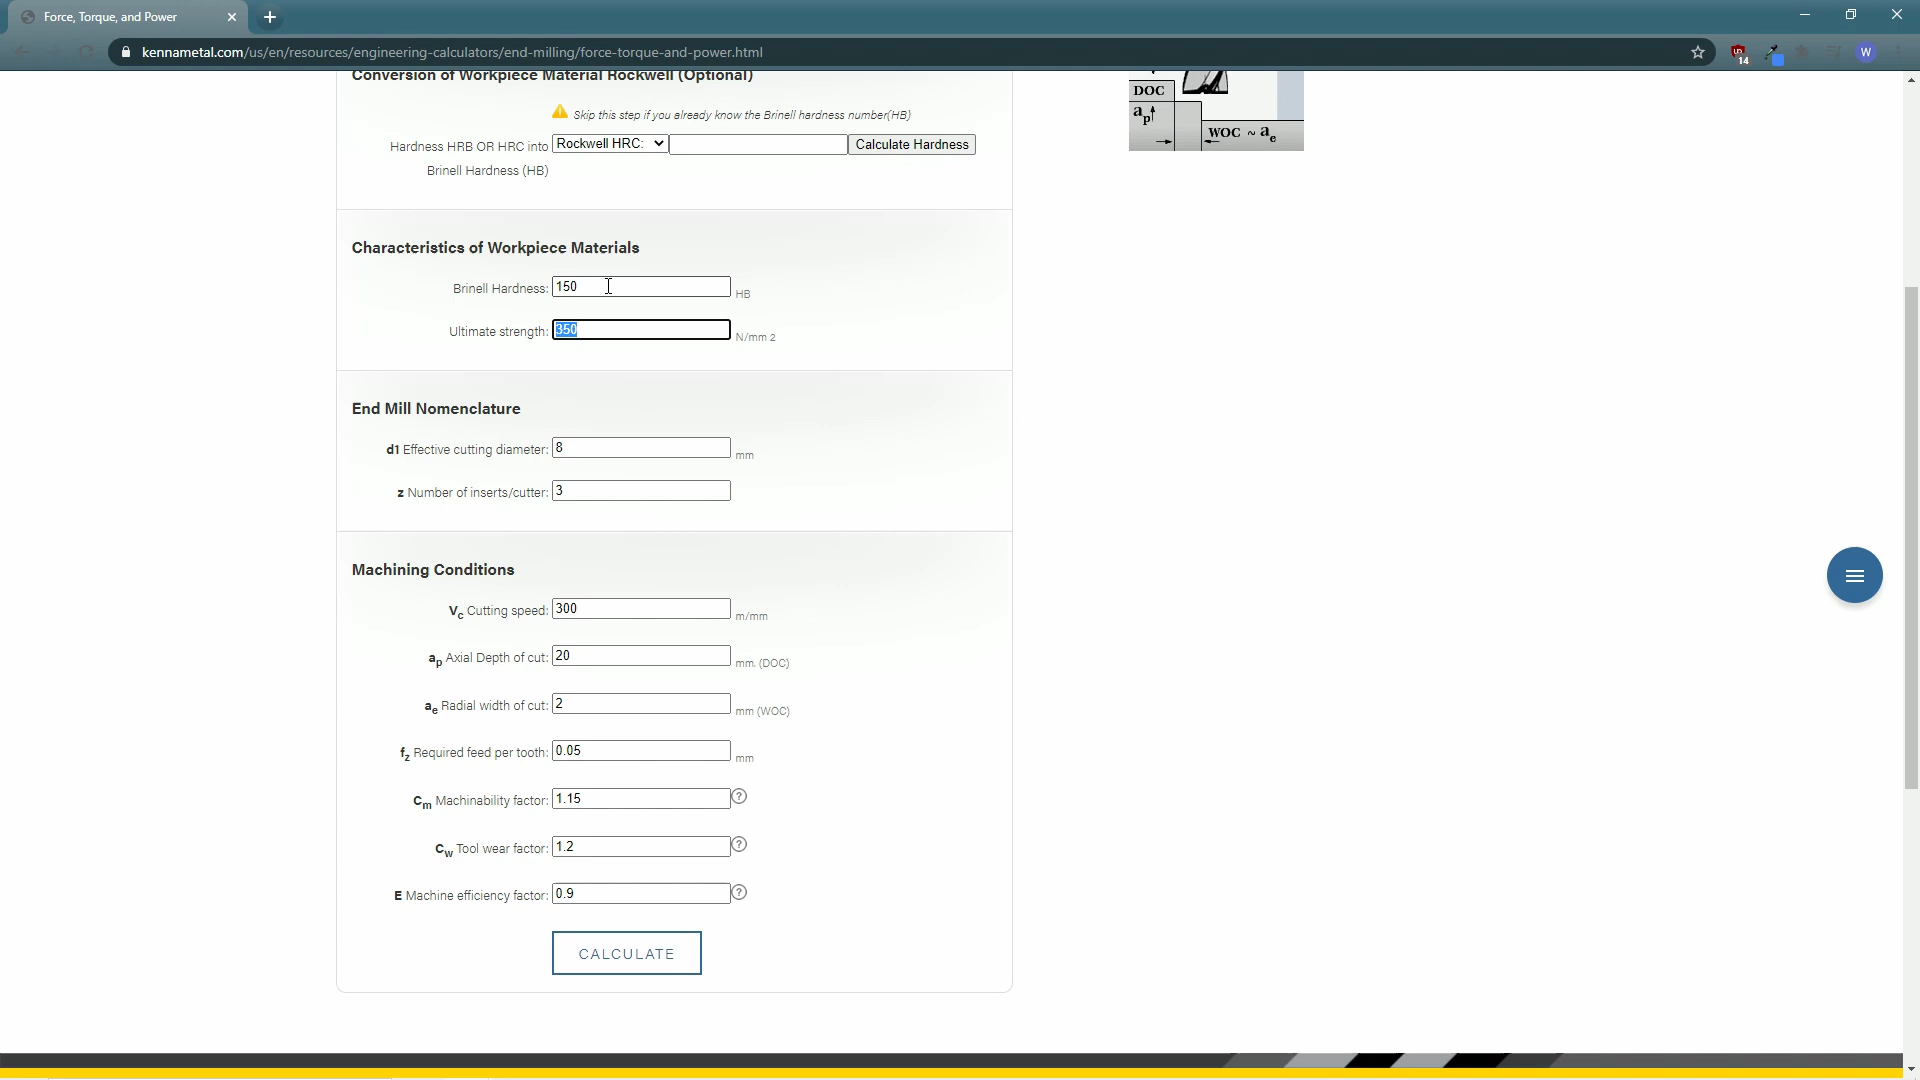 Force, Torque, and Power
kennametal.com/us/en/resources/engineering-calculators/end-milling/force-torque-and-power.html
14
W
Conversion of Workpiece Material Rockwell (Optional)
Skip this step if you already know the Brinell hardness number(HB)
Hardness HRB OR HRC into Rockwell HRC: Calculate Hardness
Brinell Hardness (HB)
DOC
ap
WOC ~ ae
Characteristics of Workpiece Materials
Brinell Hardness: 150 HB
Ultimate strength: 350 N/mm 2
End Mill Nomenclature
d1 Effective cutting diameter: 8 mm
z Number of inserts/cutter: 3
Machining Conditions
Vc Cutting speed: 300 m/mm
ap Axial Depth of cut: 20 mm. (DOC)
ae Radial width of cut: 2 mm (WOC)
fz Required feed per tooth: 0.05 mm
Cm Machinability factor: 1.15 ?
Cw Tool wear factor: 1.2 ?
E Machine efficiency factor: 0.9 ?
CALCULATE